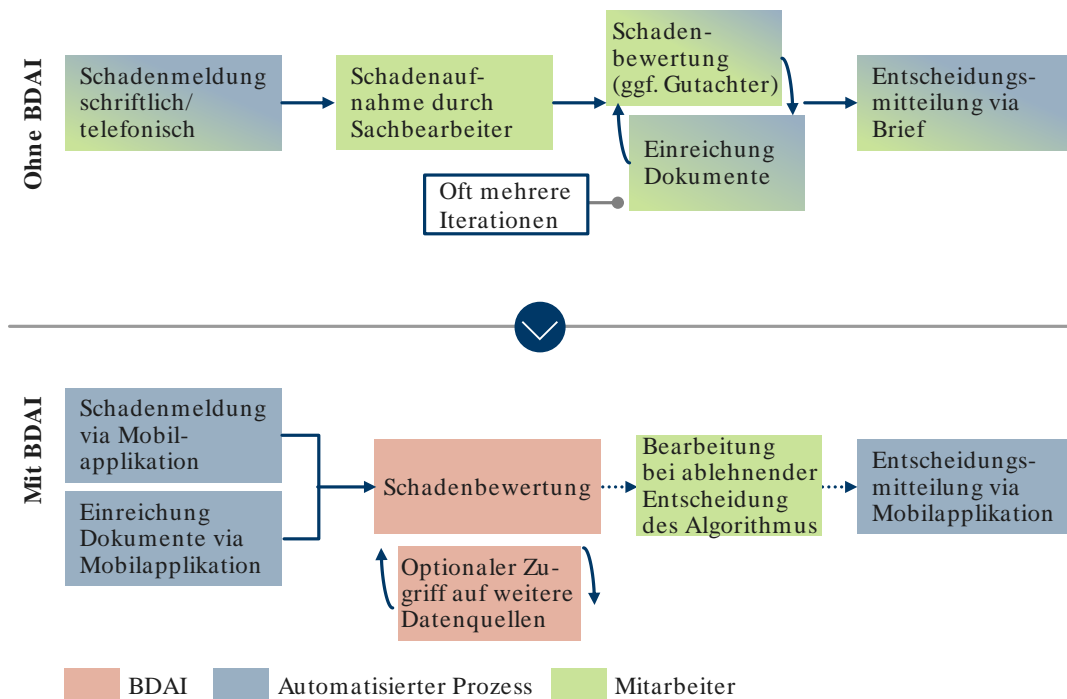 Ohne BDAI
Schadenmeldung
schriftlich/
telefonisch
Schadenauf-
nahme durch
Sachbearbeiter
Schaden-
bewertung
(ggf. Gutachter)
Einreichung
Dokumente
Oft mehrere
Iterationen
Entscheidungs-
mitteilung via
Brief
Mit BDAI
Schadenmeldung
via Mobil-
applikation
Einreichung
Dokumente via
Mobilapplikation
Schadenbewertung
Optionaler Zu-
griff auf weitere
Datenquellen
Bearbeitung
bei ablehnender
Entscheidung
des Algorithmus
Entscheidungs-
mitteilung via
Mobilapplikation
BDAI
Automatisierter Prozess
Mitarbeiter